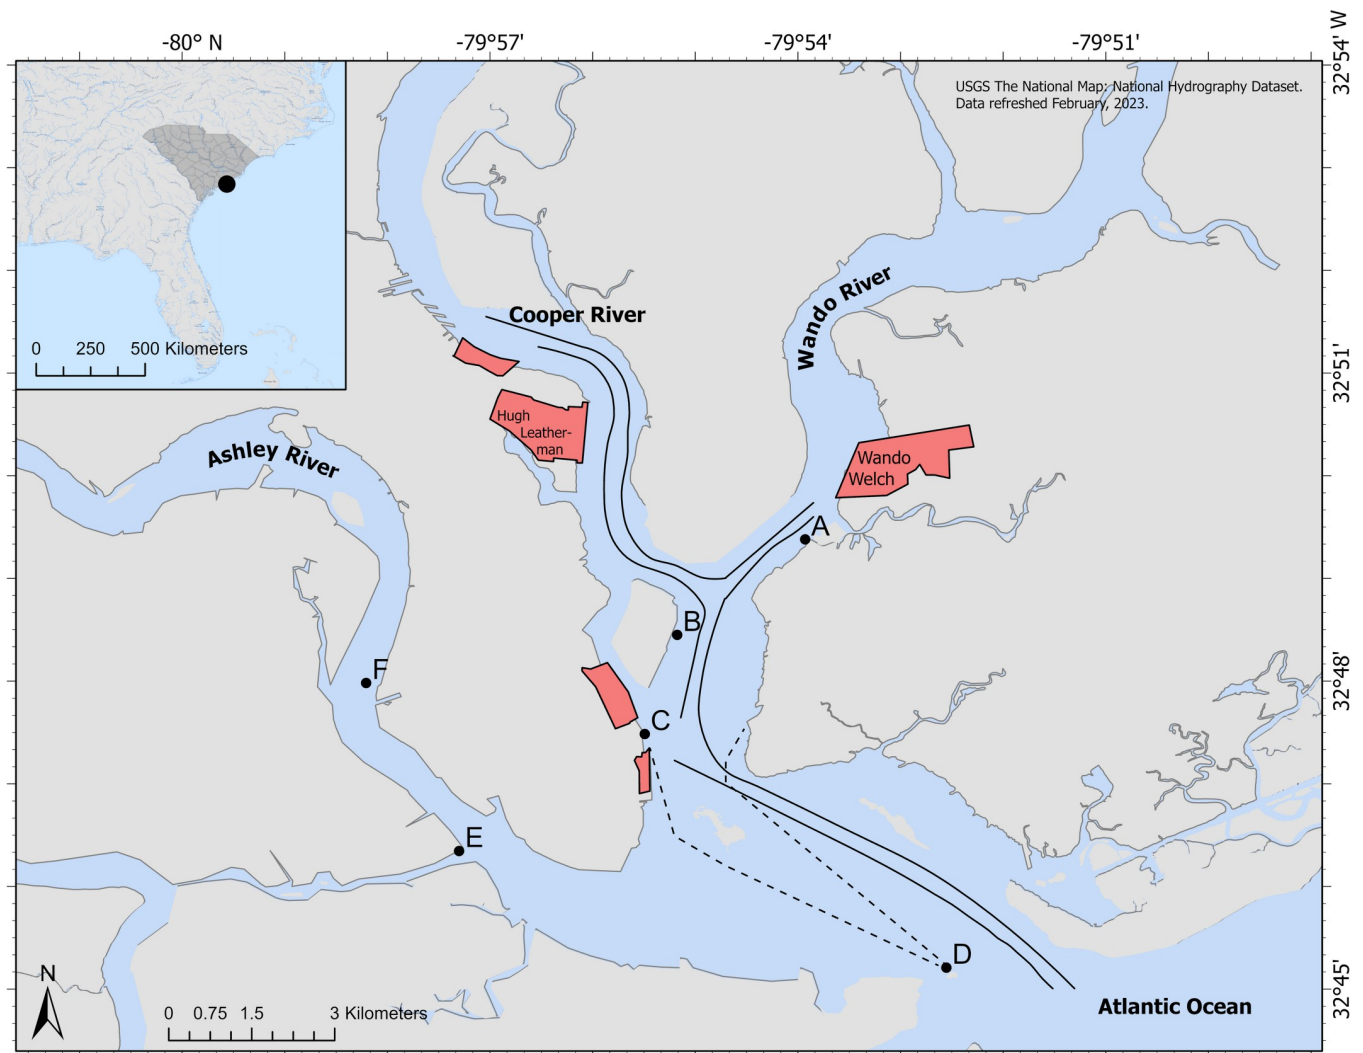 -80° N
-79°57'
-79°54'
-79°51'
32°54' W
USGS The National Map: National Hydrography Dataset.
Data refreshed February, 2023.
Cooper River
Wando River
0 250 500 Kilometers
32°51'
Hugh
Leather-
man
Wando
Welch
Ashley River
A
B
F
32°48'
C
E
D
N
0 0.75 1.5 3 Kilometers
32°45'
Atlantic Ocean